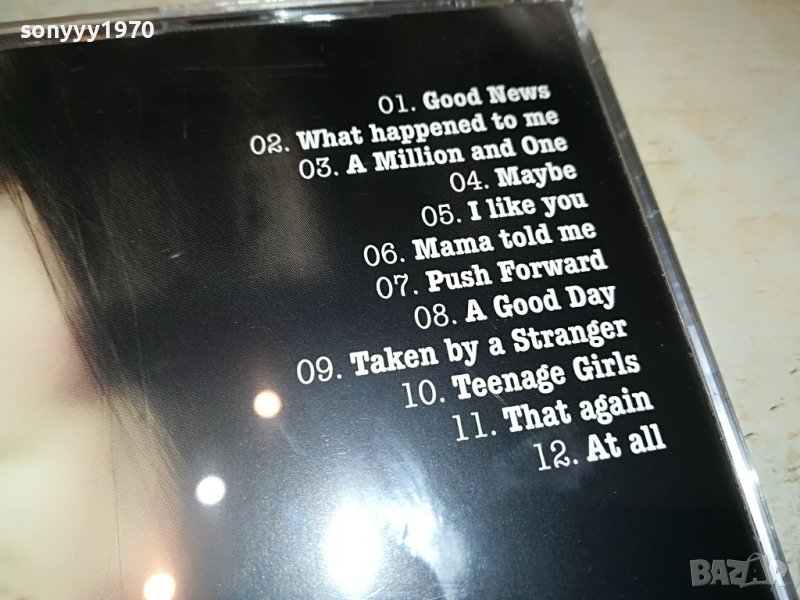 sonyyy1970
01. Good News
02. What happened to me
03. A Million and One
04. Maybe
05. I like you
06. Mama told me
07. Push Forward
08. A Good Day
09. Taken by a Stranger
10. Teenage Girls
11. That again
12. At all
BAZAR